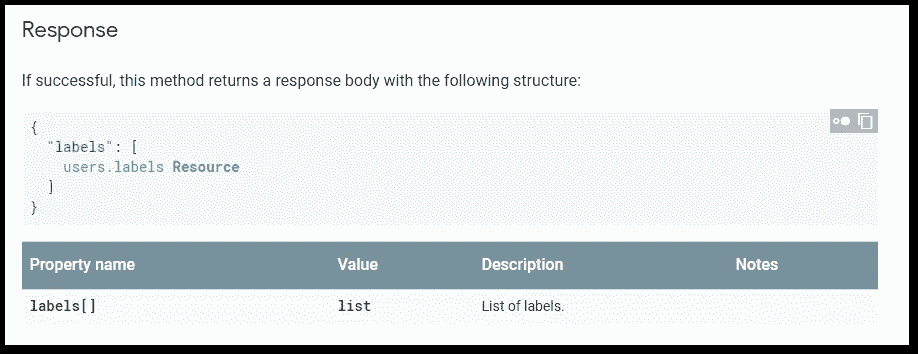 Response
If successful, this method returns a response body with the following structure:
{
"labels": [
users.labels Resource
]
}
Property name Value Description Notes
labels[] list List of labels.